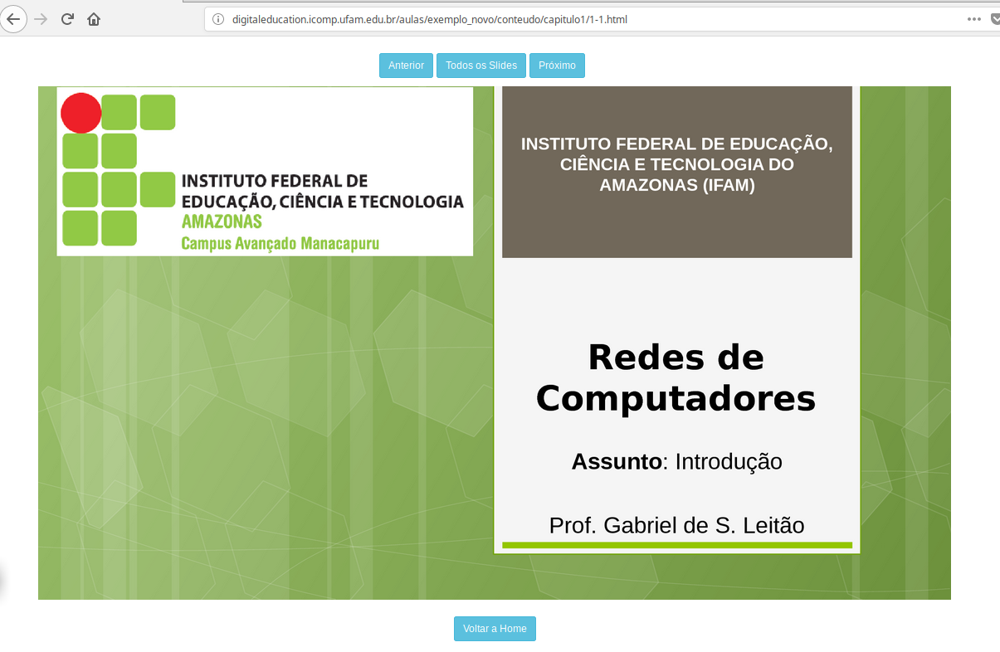 digitaleducation.icomp.ufam.edu.br/aulas/exemplo_novo/conteudo/capitulo1/1-1.html
Anterior Todos os Slides Próximo
INSTITUTO FEDERAL DE
EDUCAÇÃO, CIÊNCIA E TECNOLOGIA
AMAZONAS
Campus Avançado Manacapuru
INSTITUTO FEDERAL DE EDUCAÇÃO,
CIÊNCIA E TECNOLOGIA DO
AMAZONAS (IFAM)
Redes de
Computadores
Assunto: Introdução
Prof. Gabriel de S. Leitão
Voltar a Home